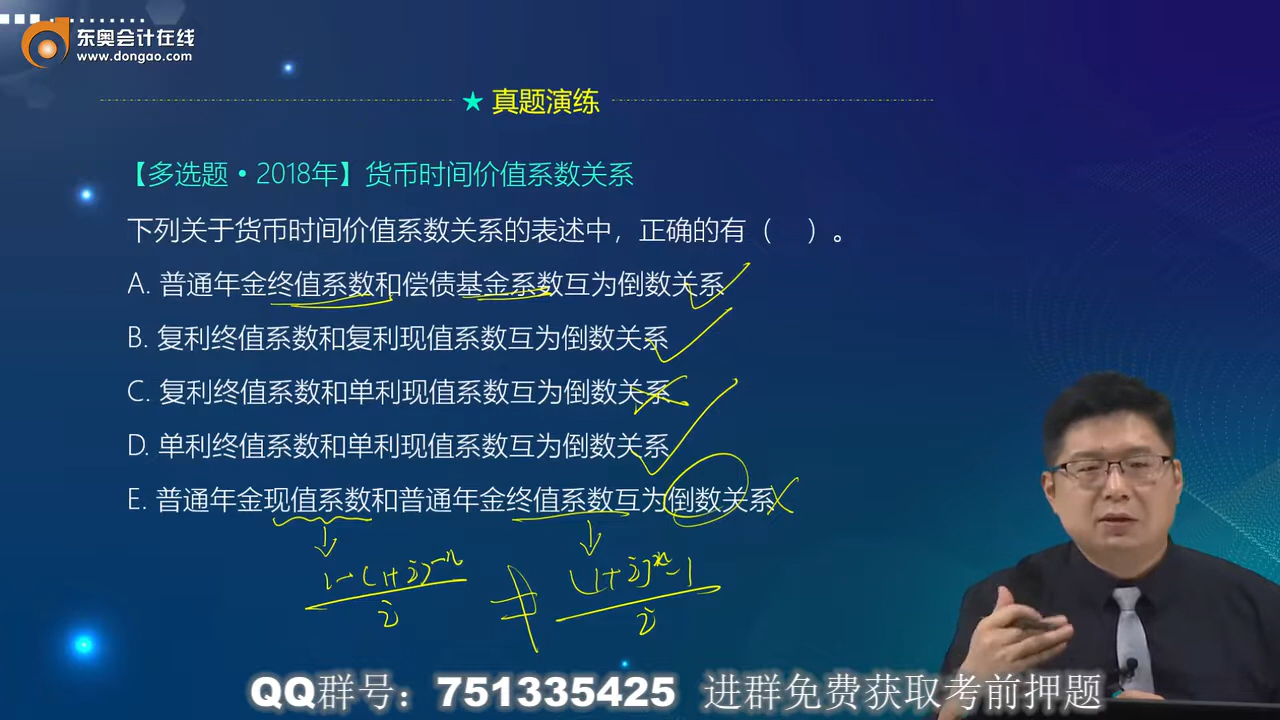 东奥会计在线
www.dongao.com
★ 真题演练
【多选题•2018年】货币时间价值系数关系
下列关于货币时间价值系数关系的表述中，正确的有（ ）。
A. 普通年金终值系数和偿债基金系数互为倒数关系
B. 复利终值系数和复利现值系数互为倒数关系
C. 复利终值系数和单利现值系数互为倒数关系
D. 单利终值系数和单利现值系数互为倒数关系
E. 普通年金现值系数和普通年金终值系数互为倒数关系
1-(1+i)^-n ≠ (1+i)^n-1
i i
QQ群号：751335425 进群免费获取考前押题